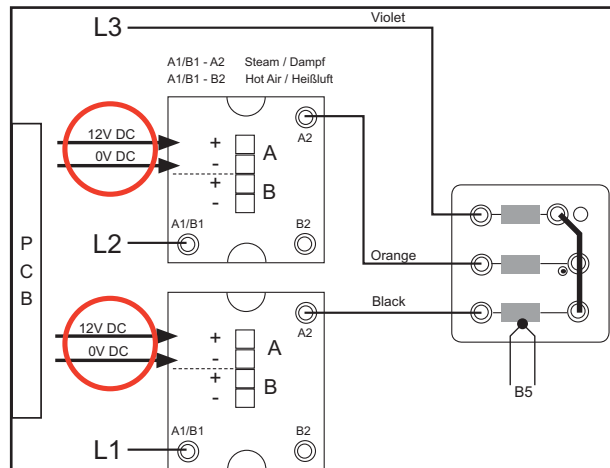 L3
Violet
A1/B1 - A2 Steam / Dampf
A1/B1 - B2 Hot Air / Heißluft
12V DC
0V DC
+
-
+
-
A
B
A2
A1/B1
B2
L2
P
C
B
Orange
Black
12V DC
0V DC
+
-
+
-
A
B
A2
A1/B1
B2
L1
B5